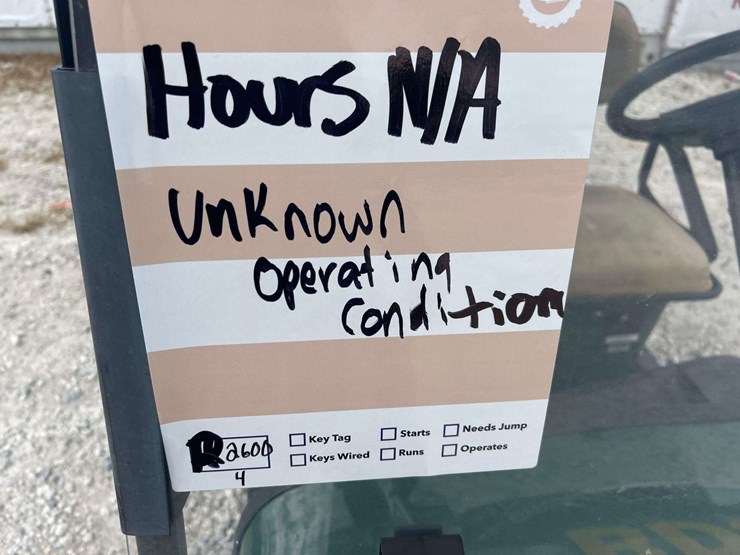 Hours N/A
Unknown
operating
condition
R2600
4
Key Tag
Starts
Needs Jump
Keys Wired
Runs
Operates